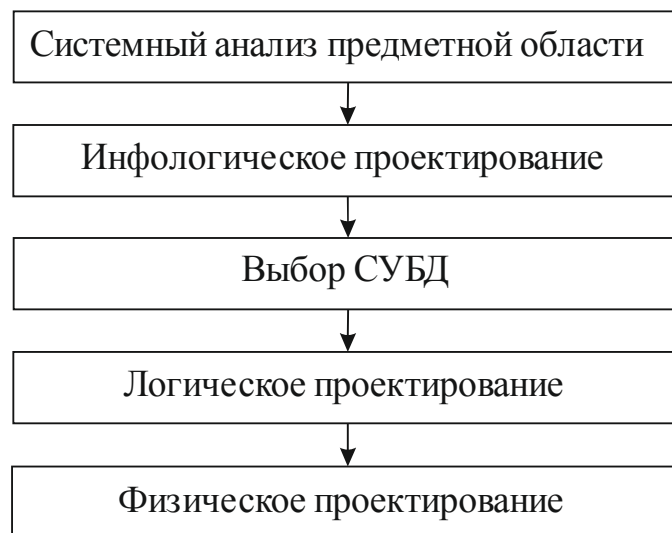 Системный анализ предметной области
Инфологическое проектирование
Выбор СУБД
Логическое проектирование
Физическое проектирование